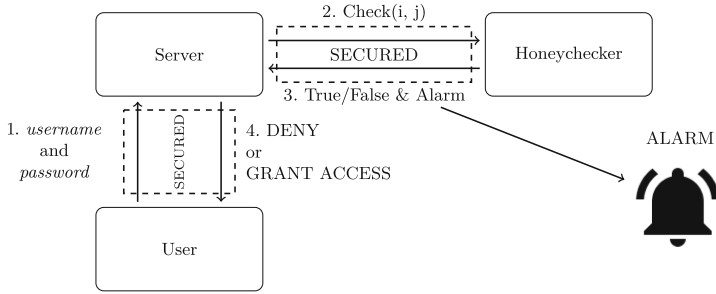 2. Check(i, j)
Server
SECURED
Honeychecker
3. True/False & Alarm
1. username
and
password
SECURED
4. DENY
or
GRANT ACCESS
ALARM
User